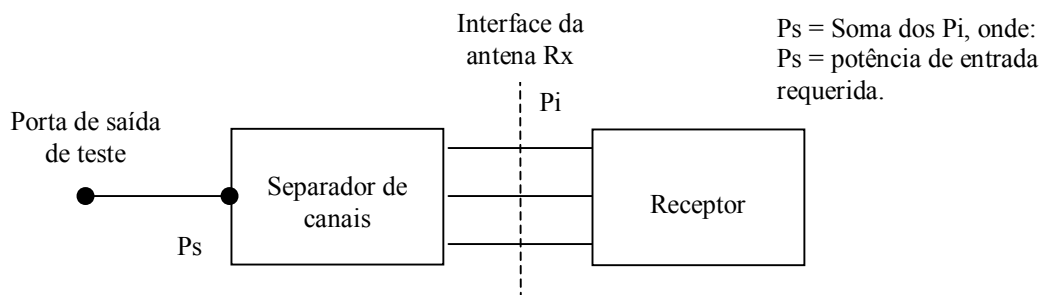 Interface da
antena Rx
Ps = Soma dos Pi, onde:
Ps = potência de entrada
requerida.
Pi
Porta de saída
de teste
Separador de
canais
Receptor
Ps